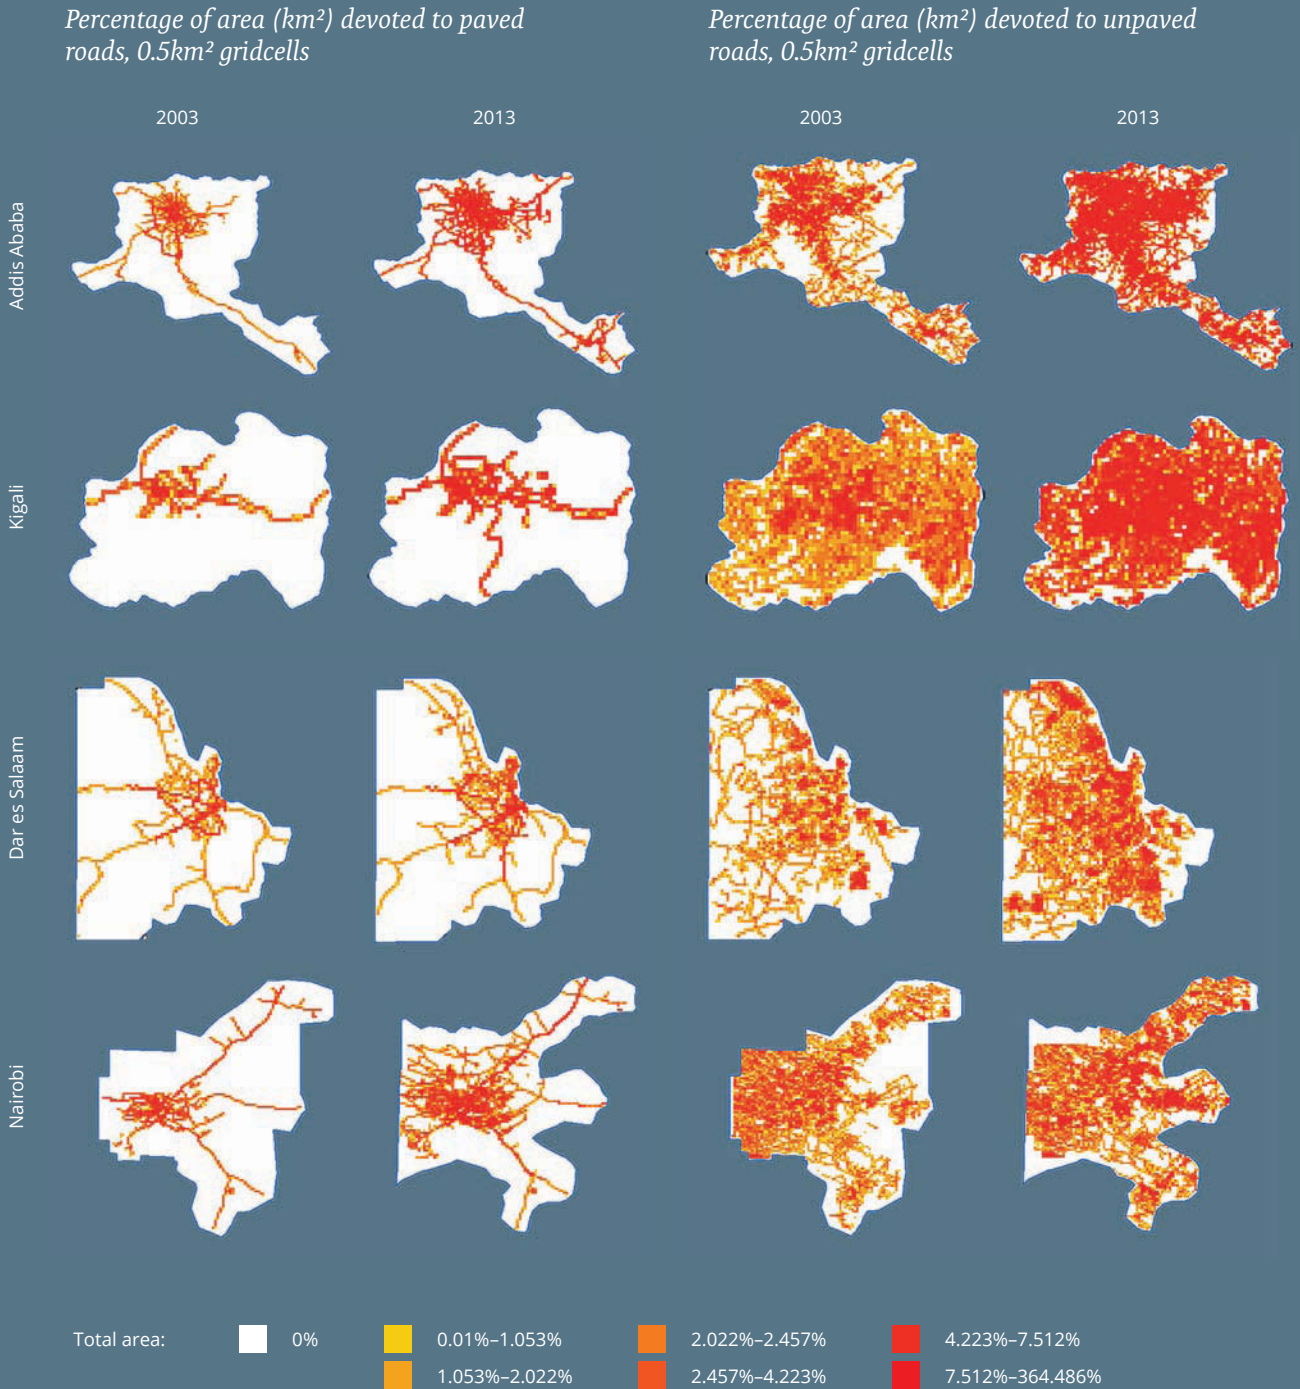 Percentage of area (km²) devoted to paved
roads, 0.5km² gridcells
Percentage of area (km²) devoted to unpaved
roads, 0.5km² gridcells
2003
2013
2003
2013
Addis Ababa
Kigali
Dar es Salaam
Nairobi
Total area:
0%
0.01%–1.053%
1.053%–2.022%
2.022%–2.457%
2.457%–4.223%
4.223%–7.512%
7.512%–364.486%